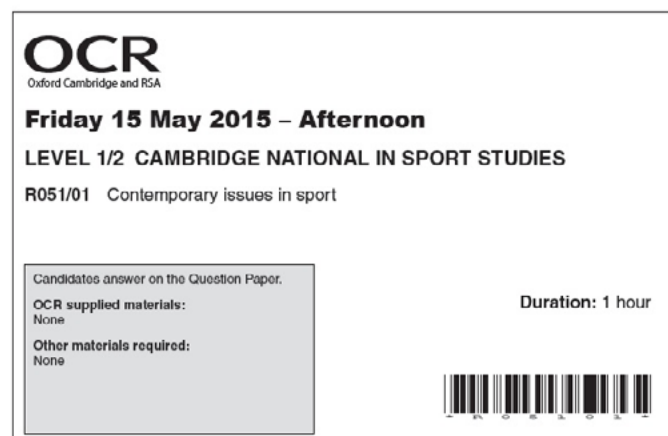 OCR
Oxford Cambridge and RSA
Friday 15 May 2015 – Afternoon
LEVEL 1/2 CAMBRIDGE NATIONAL IN SPORT STUDIES
R051/01 Contemporary issues in sport
Candidates answer on the Question Paper.
OCR supplied materials:
None
Other materials required:
None
Duration: 1 hour